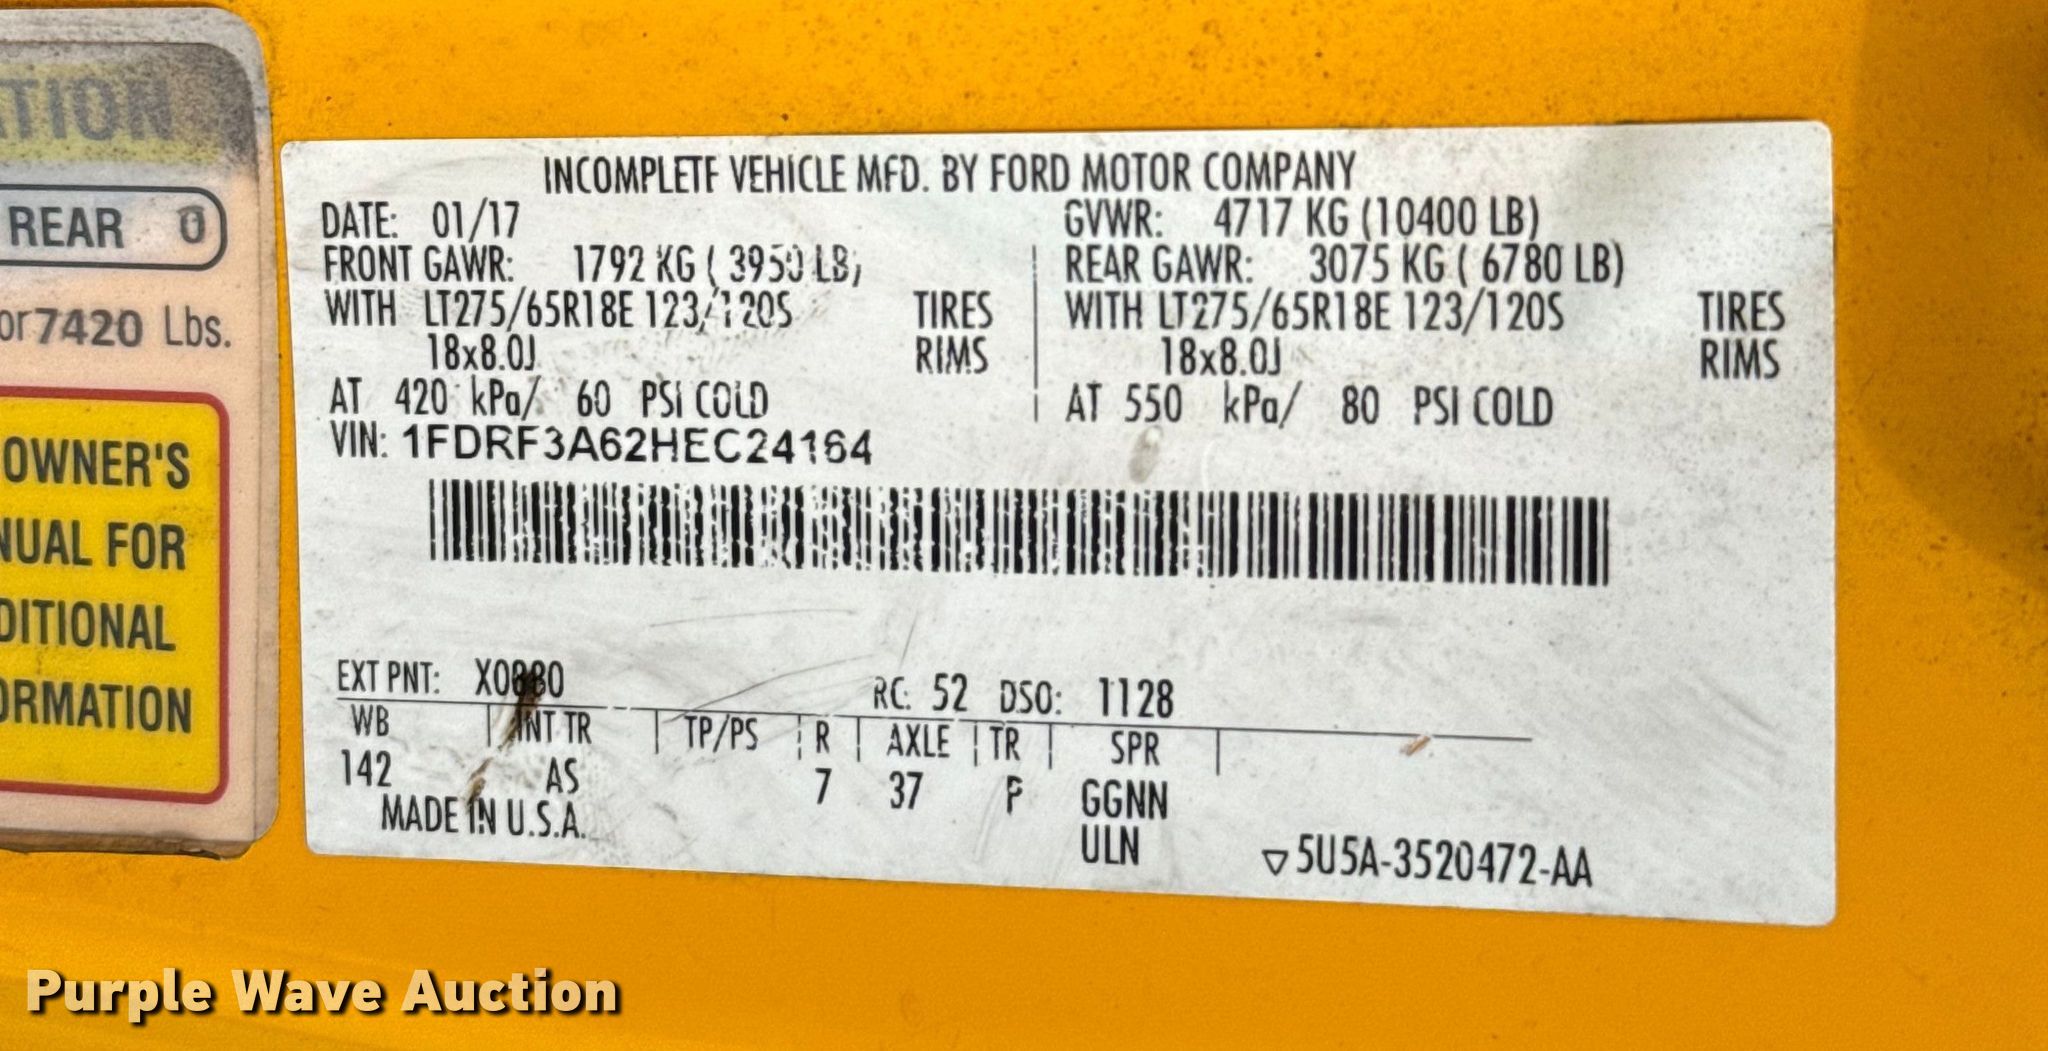 TION
REAR 0
or 7420 Lbs.
OWNER'S
NUAL FOR
DITIONAL
ORMATION
INCOMPLETE VEHICLE MFD. BY FORD MOTOR COMPANY
DATE: 01/17 GVWR: 4717 KG (10400 LB)
FRONT GAWR: 1792 KG ( 3950 LB) REAR GAWR: 3075 KG ( 6780 LB)
WITH LT275/65R18E 123/120S TIRES WITH LT275/65R18E 123/120S TIRES
18x8.0J RIMS 18x8.0J RIMS
AT 420 kPa/ 60 PSI COLD AT 550 kPa/ 80 PSI COLD
VIN: 1FDRF3A62HEC24164
EXT PNT: RC: 52 DSO: 1128
WB INT TR TP/PS R AXLE TR SPR
142 AS 7 37 GGNN
MADE IN U.S.A. ULN
5U5A-3520472-AA
Purple Wave Auction